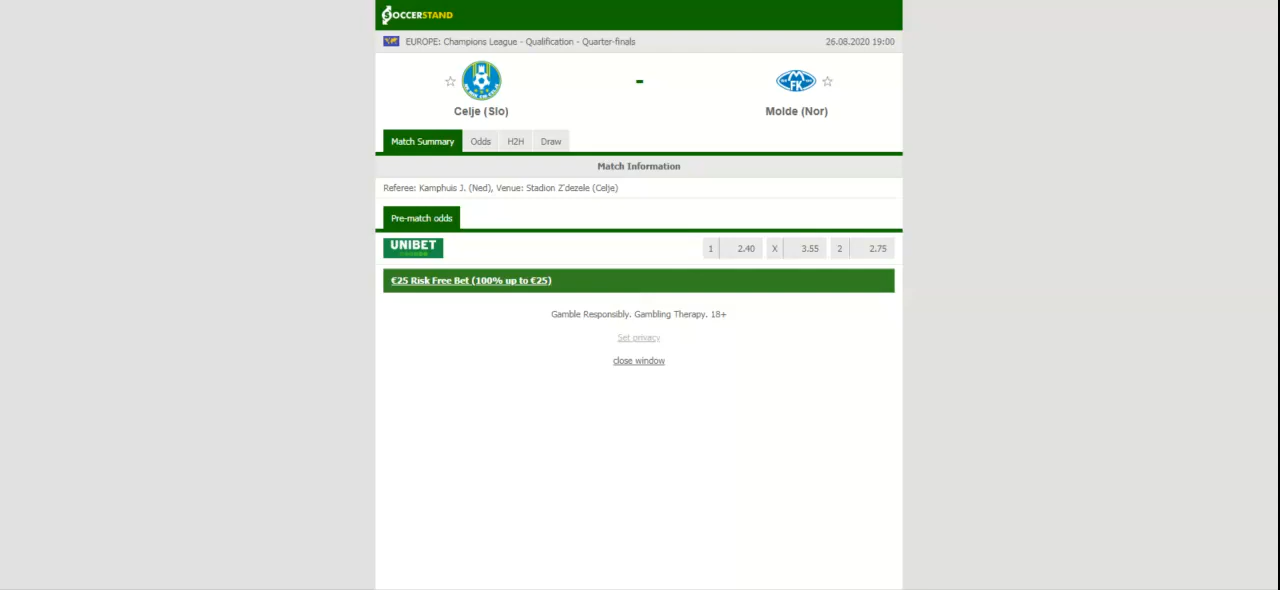 SOCCERSTAND
EUROPE: Champions League - Qualification - Quarter-finals 26.08.2020 19:00
-
Celje (Slo) Molde (Nor)
Match Summary Odds H2H Draw
Match Information
Referee: Kamphuis J. (Ned), Venue: Stadion Z'dezele (Celje)
Pre-match odds
UNIBET 1 2.40 X 3.55 2 2.75
€25 Risk Free Bet (100% up to €25)
Gamble Responsibly. Gambling Therapy. 18+
Set privacy
close window